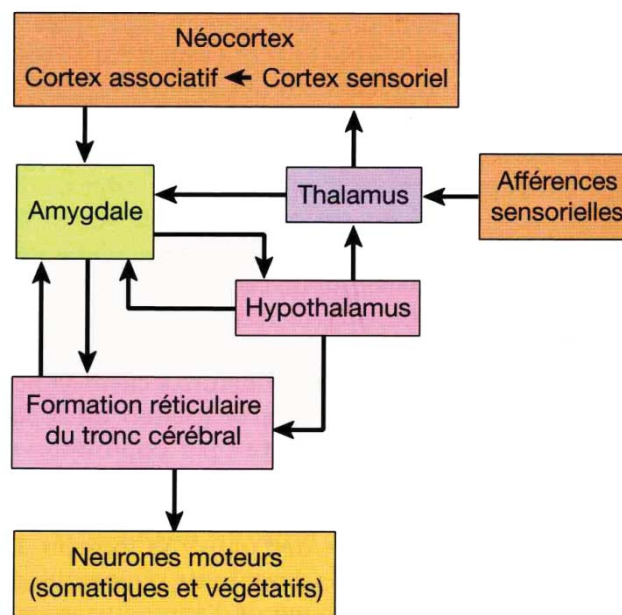 Néocortex
Cortex associatif Cortex sensoriel
Amygdale
Thalamus
Afférences
sensorielles
Hypothalamus
Formation réticulaire
du tronc cérébral
Neurones moteurs
(somatiques et végétatifs)